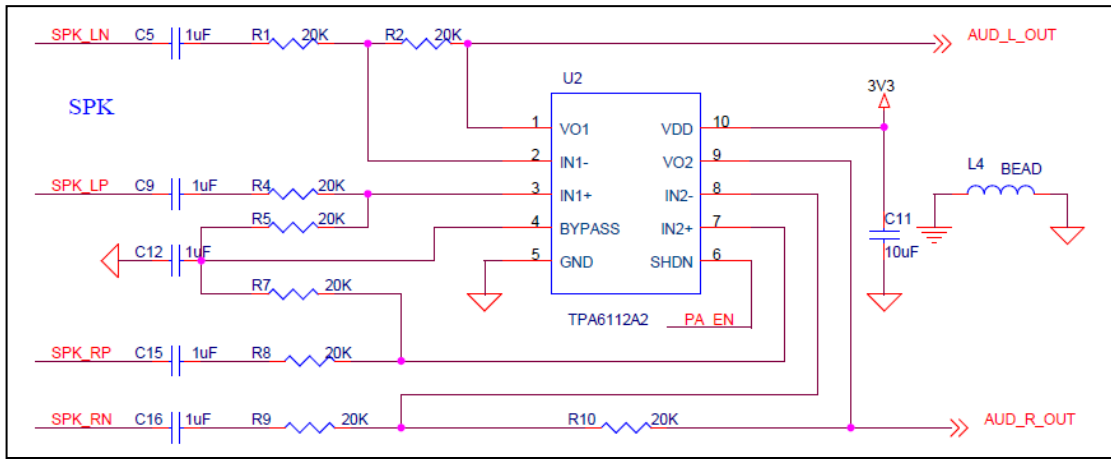 SPK_LN C5 1uF R1 20K R2 20K AUD_L_OUT
U2
SPK
3V3
1 VO1 VDD 10
2 IN1- VO2 9
L4 BEAD
SPK_LP C9 1uF R4 20K 3 IN1+ IN2- 8
R5 20K 4 BYPASS IN2+ 7
C11
C12 1uF 5 GND SHDN 6
10uF
R7 20K
TPA6112A2 PA_EN
SPK_RP C15 1uF R8 20K
SPK_RN C16 1uF R9 20K R10 20K AUD_R_OUT